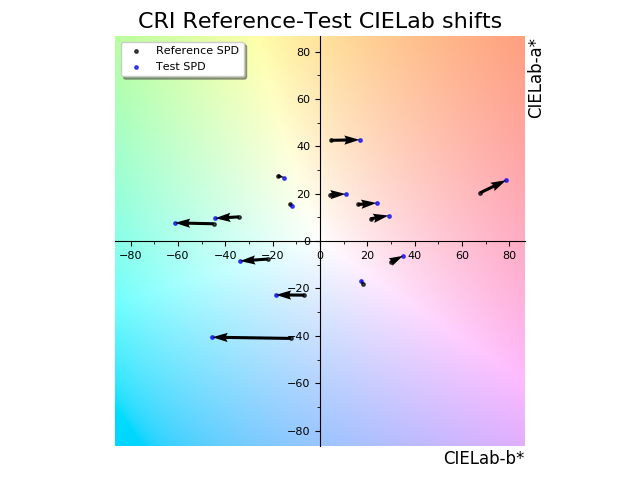 CRI Reference-Test CIELab shifts
Reference SPD
Test SPD
CIELab-a*
80
60
40
20
0
−80 −60 −40 −20 0 20 40 60 80
−20
−40
−60
−80
CIELab-b*